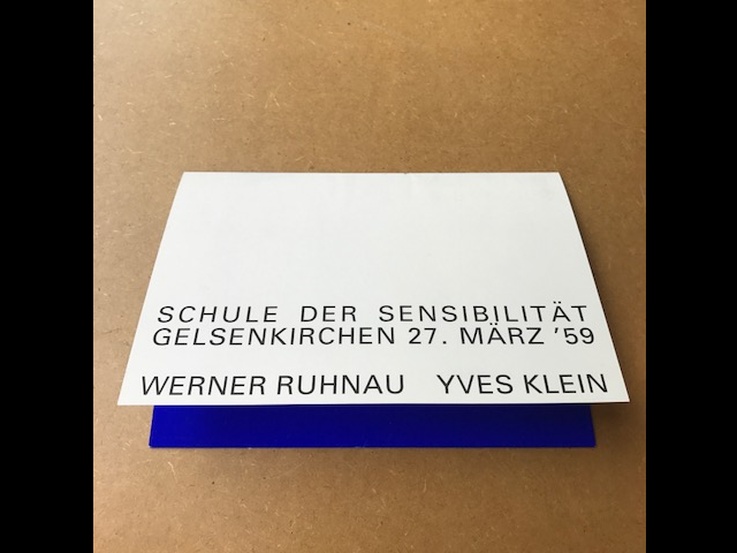 SCHULE DER SENSIBILITÄT
GELSENKIRCHEN 27. MÄRZ '59
WERNER RUHNAU YVES KLEIN